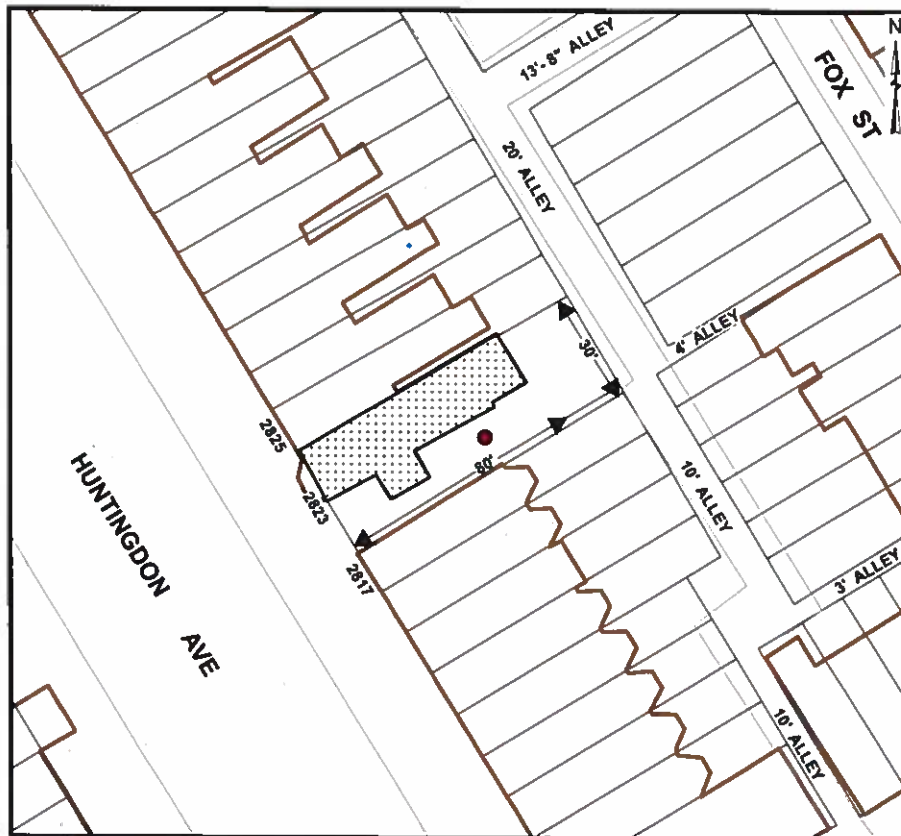 N
13'-8" ALLEY
FOX ST
20' ALLEY
4' ALLEY
30'
2825
80'
2823
HUNTINGDON AVE
10' ALLEY
2817
3' ALLEY
10' ALLEY